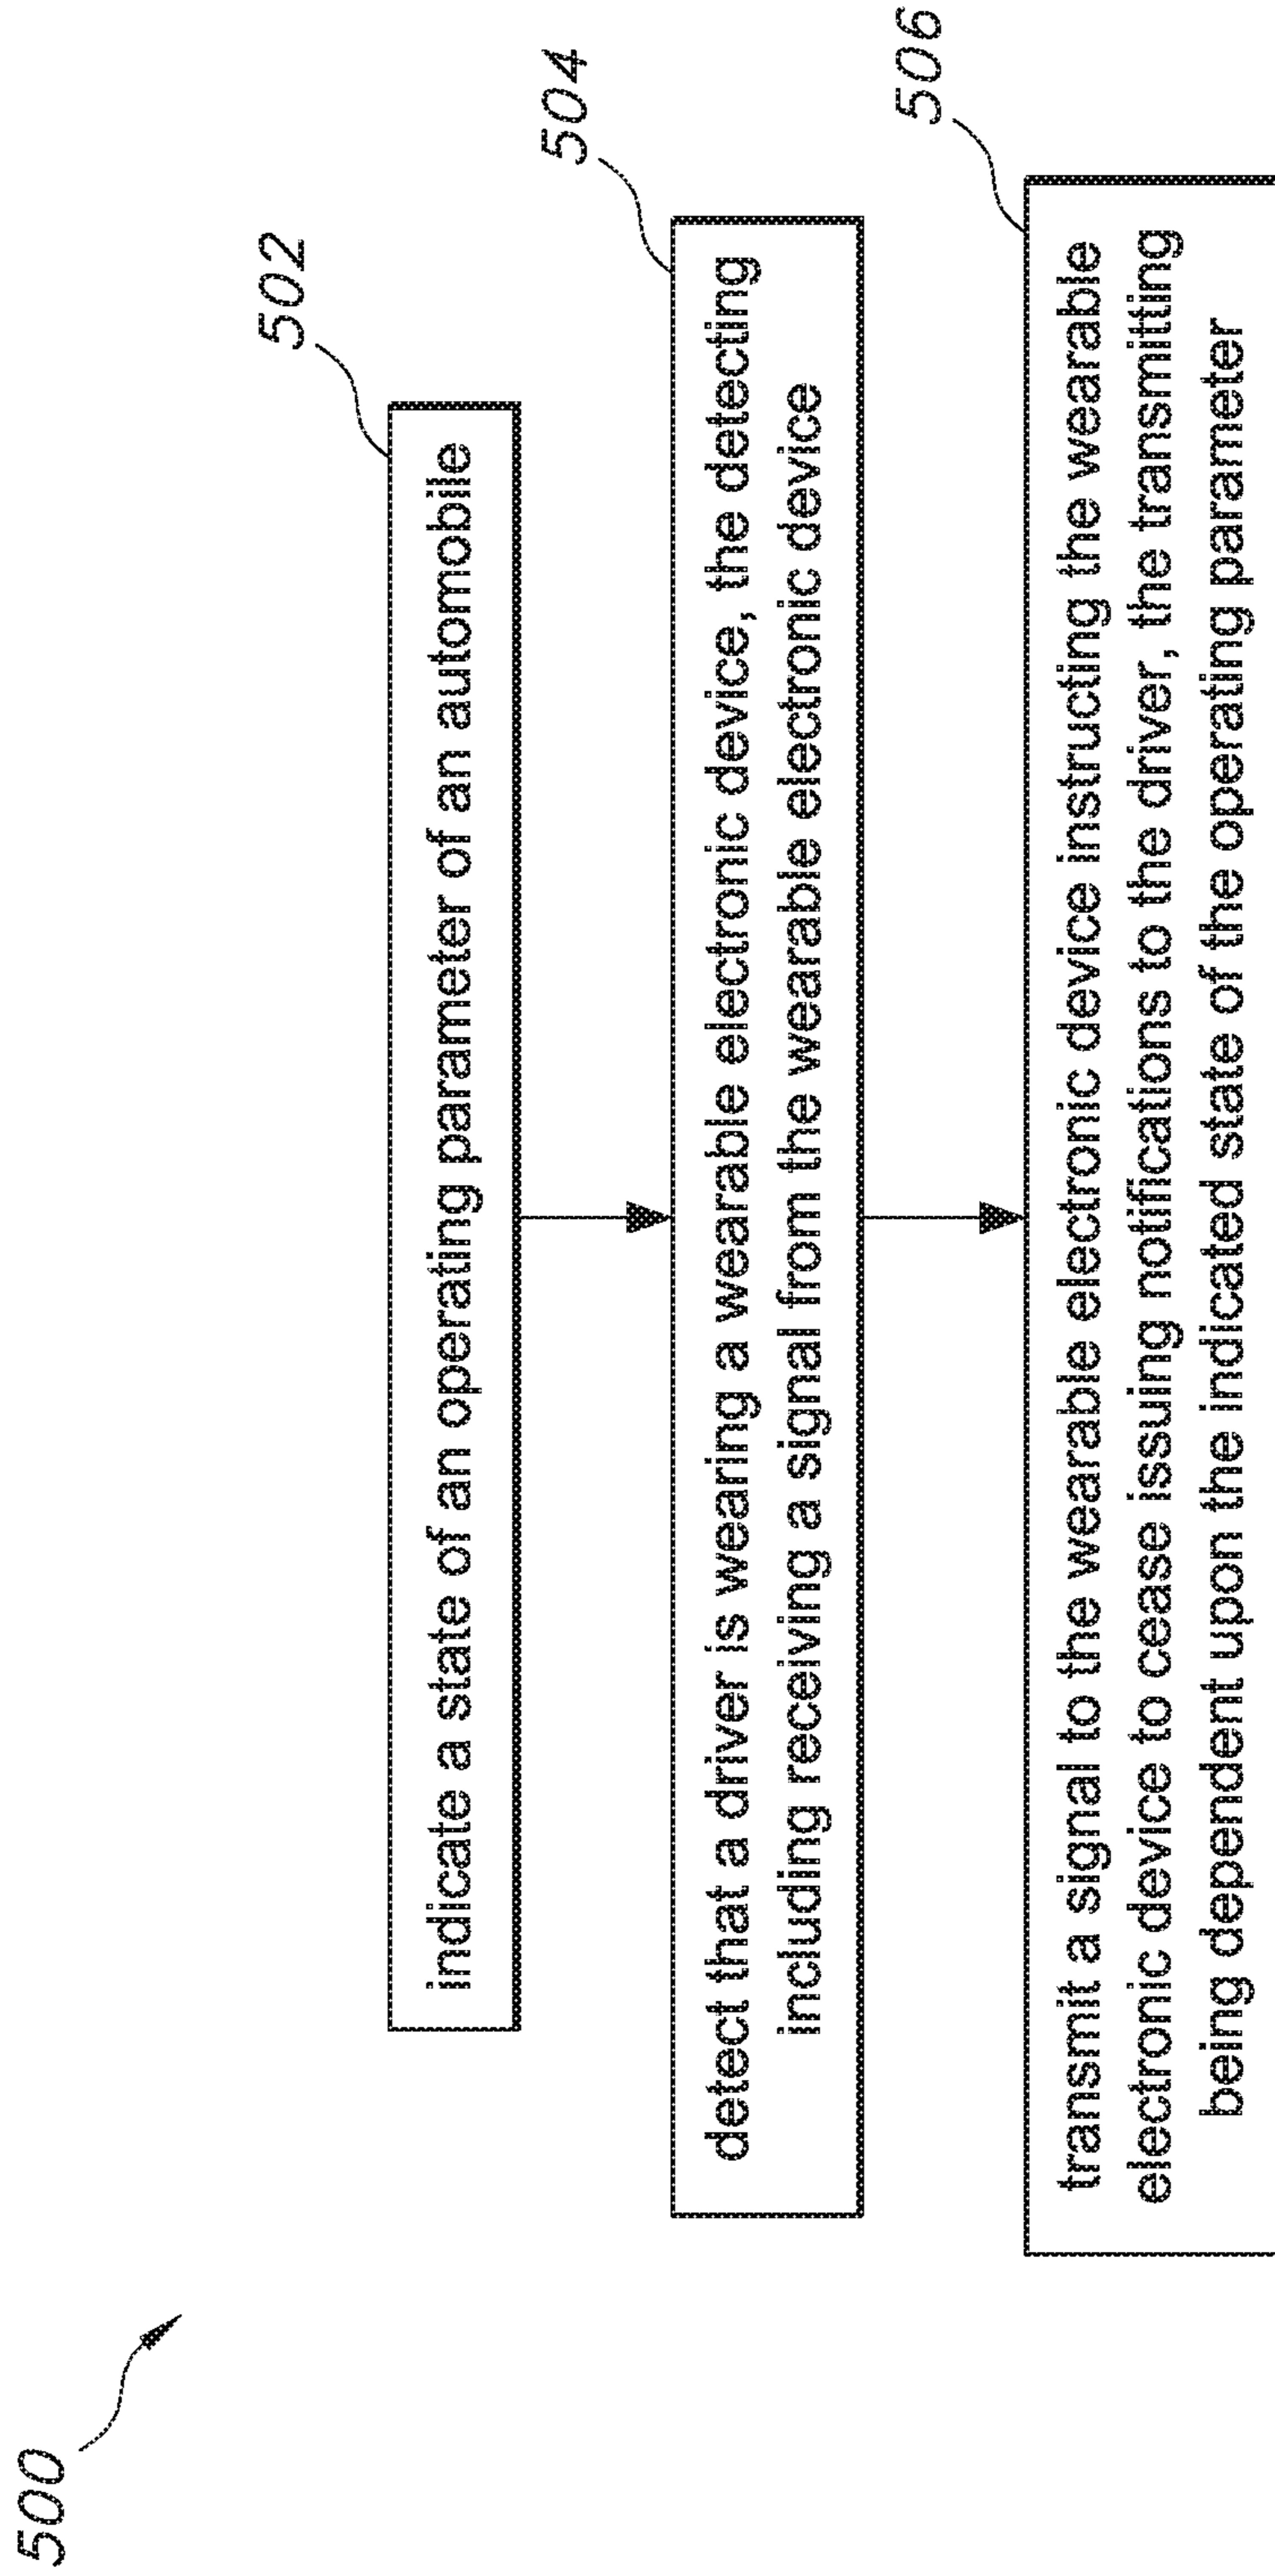 500
502
indicate a state of an operating parameter of an automobile
504
detect that a driver is wearing a wearable electronic device, the detecting
including receiving a signal from the wearable electronic device
506
transmit a signal to the wearable electronic device instructing the wearable
electronic device to cease issuing notifications to the driver, the transmitting
being dependent upon the indicated state of the operating parameter